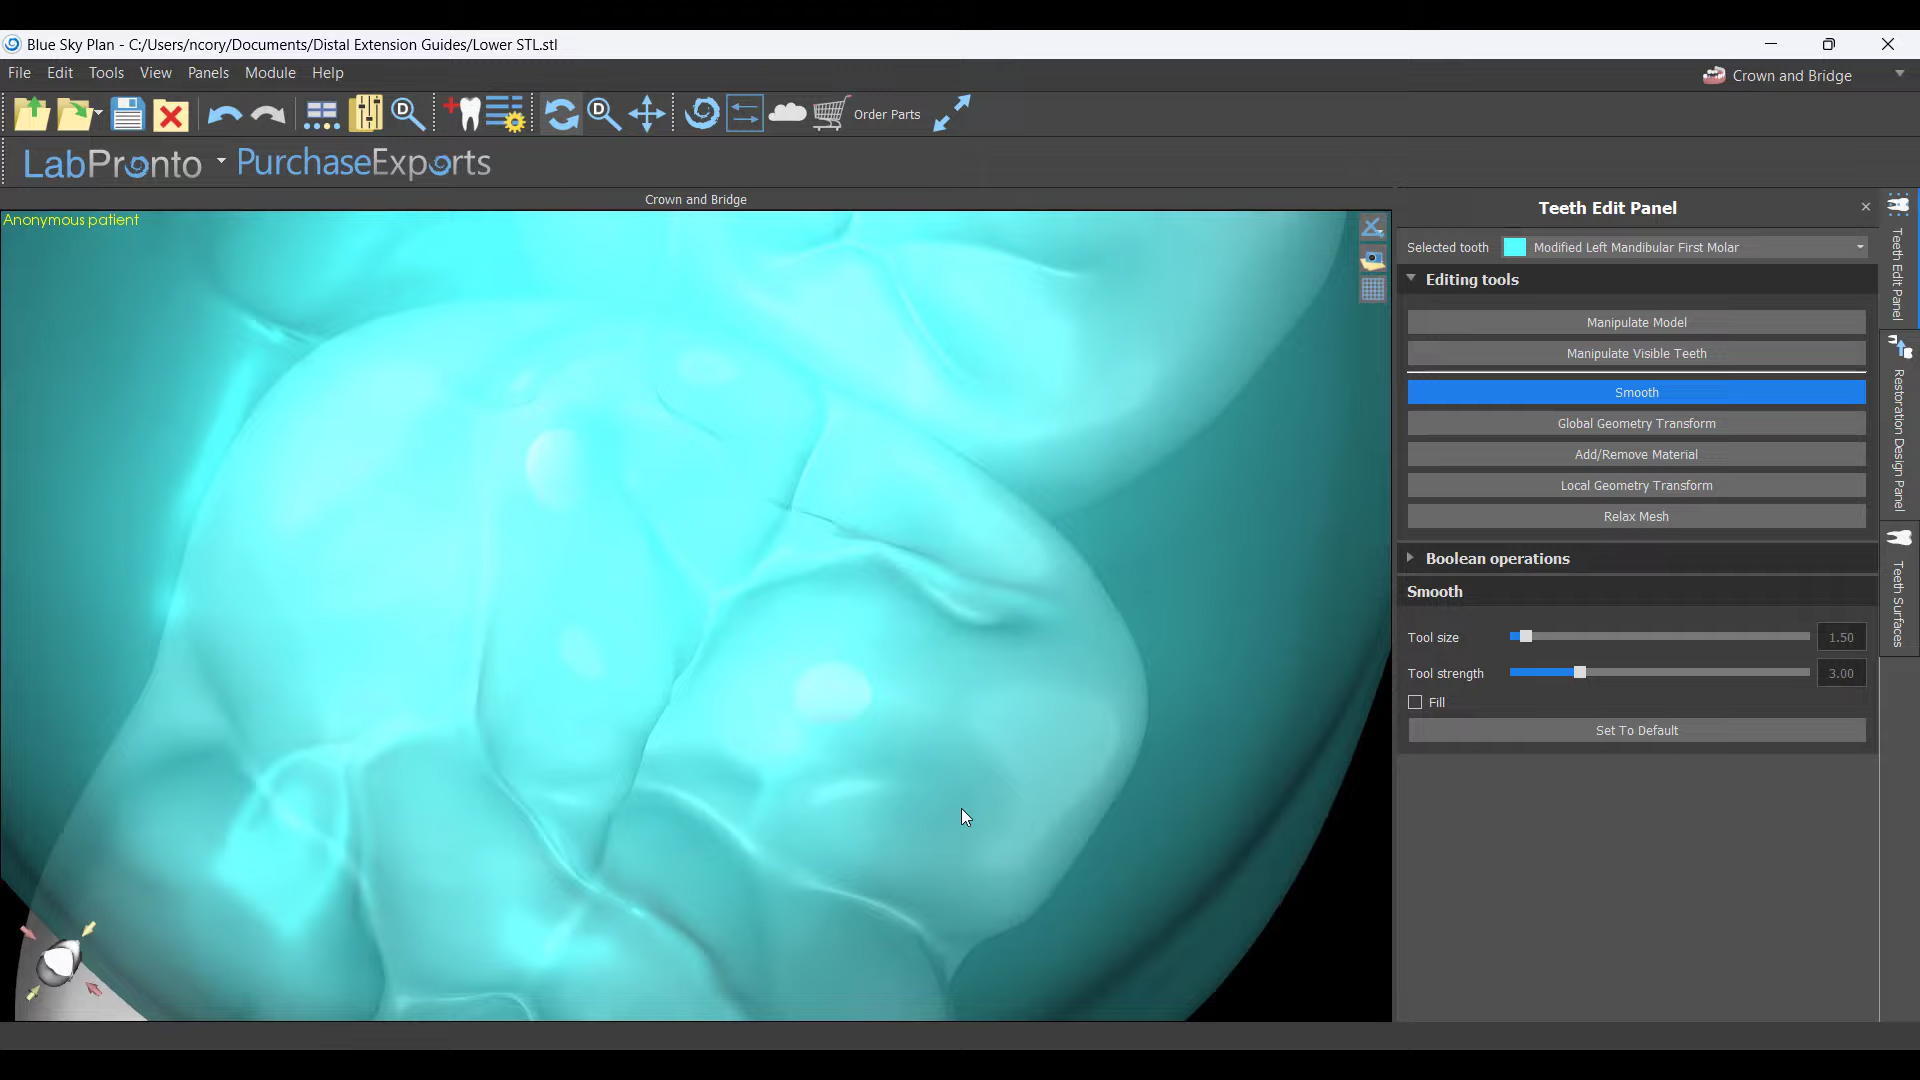 Blue Sky Plan - C:/Users/ncory/Documents/Distal Extension Guides/Lower STL.stl
File Edit Tools View Panels Module Help
Crown and Bridge
Order Parts
LabPronto PurchaseExports
Crown and Bridge
Anonymous patient
Teeth Edit Panel
Selected tooth Modified Left Mandibular First Molar
Editing tools
Manipulate Model
Manipulate Visible Teeth
Smooth
Global Geometry Transform
Add/Remove Material
Local Geometry Transform
Relax Mesh
Boolean operations
Smooth
Tool size 1.50
Tool strength 3.00
Fill
Set To Default
Teeth Edit Panel
Restoration Design Panel
Teeth Surfaces